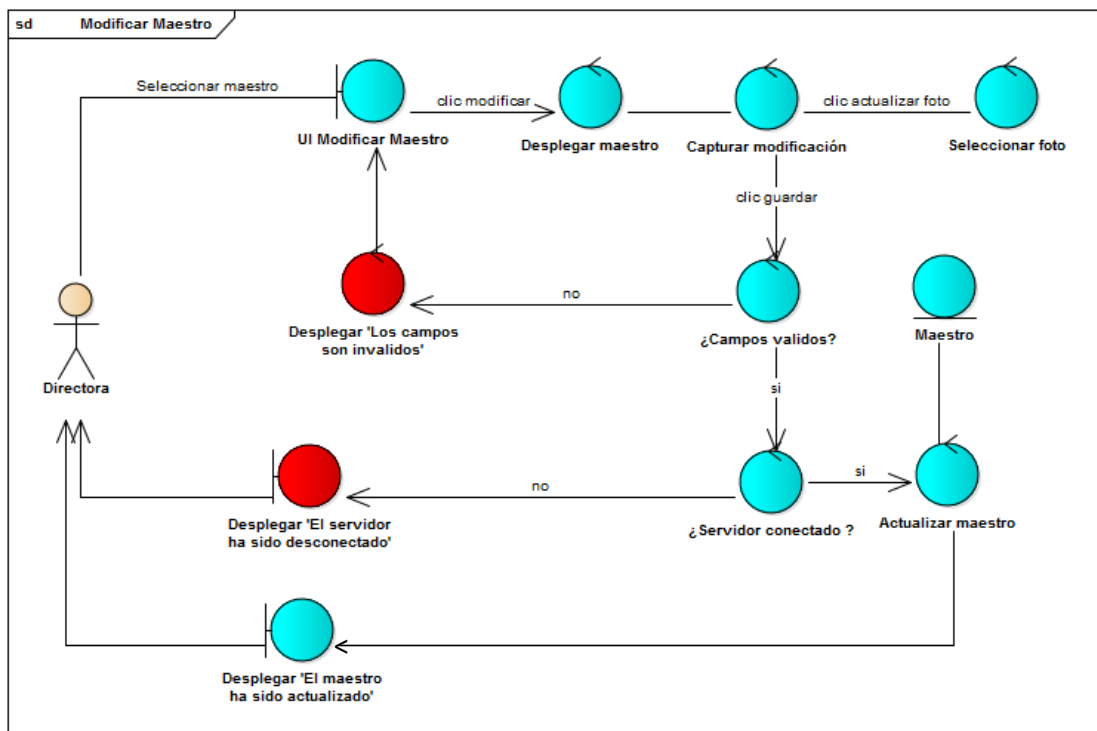 sd Modificar Maestro
Seleccionar maestro
clic modificar
clic actualizar foto
UI Modificar Maestro
Desplegar maestro
Capturar modificación
Seleccionar foto
clic guardar
no
Desplegar 'Los campos
son invalidos'
¿Campos validos?
Maestro
Directora
si
si
no
Desplegar 'El servidor
ha sido desconectado'
¿Servidor conectado ?
Actualizar maestro
Desplegar 'El maestro
ha sido actualizado'